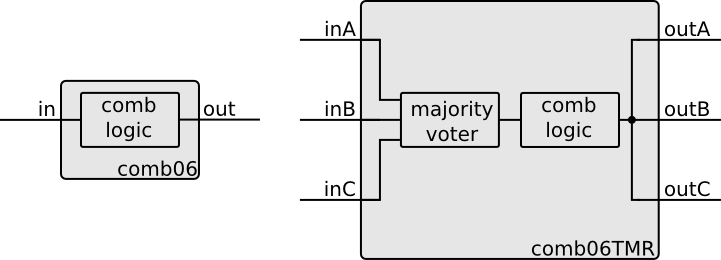 in
comb
logic
out
comb06
inA
inB
inC
majority
voter
comb
logic
outA
outB
outC
comb06TMR